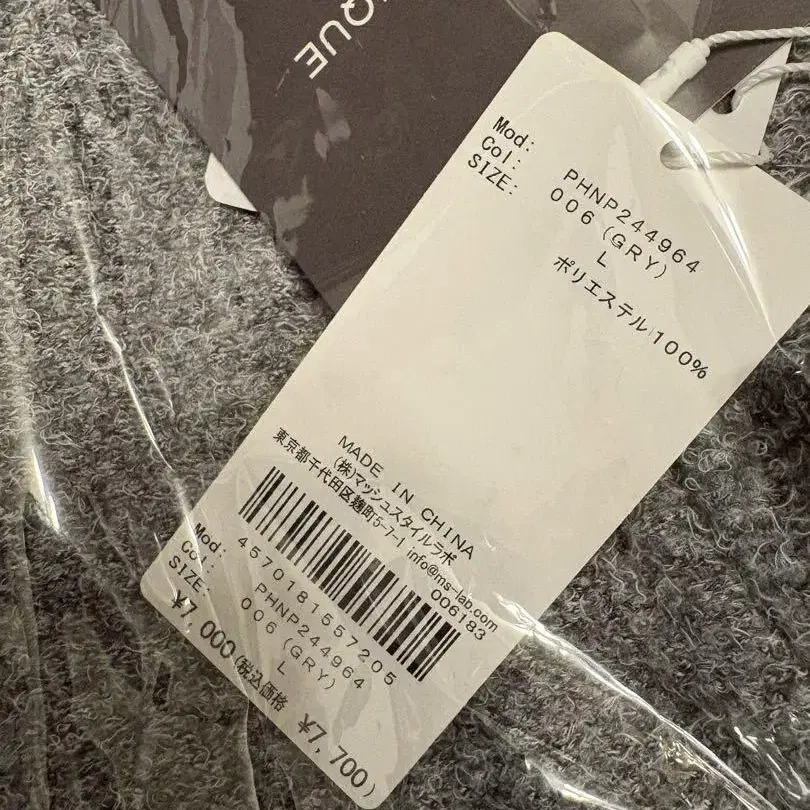 QUE
Mod: PHNP244964
Col: 006(GRY)
SIZE: L
ポリエステル 100%
MADE IN CHINA
(株)マッシュスタイルラボ
東京都千代田区麹町5-7-1 info@ms-lab.com
006183
4570181557205
Mod: PHNP244964
Col: 006(GRY)
SIZE: L
¥7,000(税込価格 ¥7,700)